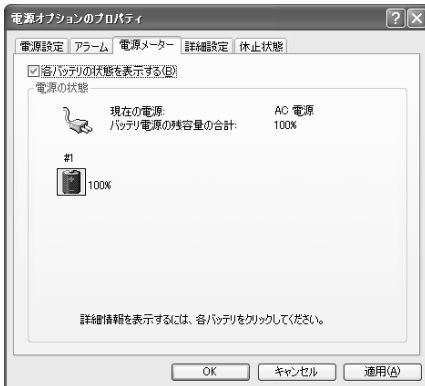 電源オプションのプロパティ
電源設定 アラーム 電源メーター 詳細設定 休止状態
各バッテリの状態を表示する(B)
電源の状態
現在の電源: AC 電源
バッテリ電源の残容量の合計: 100%
#1
100%
詳細情報を表示するには、各バッテリをクリックしてください。
OK キャンセル 適用(A)